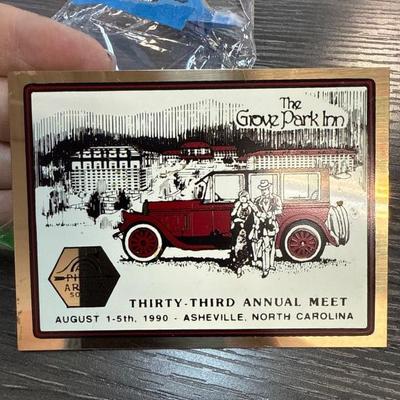 The
Grove Park Inn
THIRTY-THIRD ANNUAL MEET
AUGUST 1-5th, 1990 - ASHEVILLE, NORTH CAROLINA